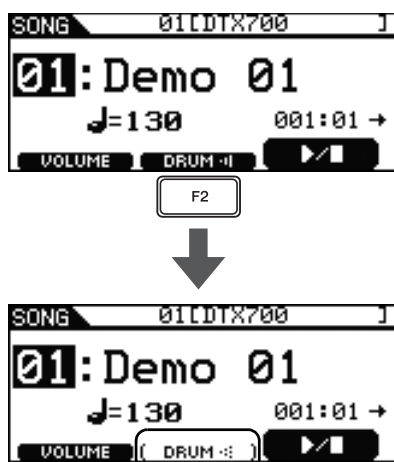 SONG 01[DTX700 ]
01:Demo 01
♩=130 001:01→
VOLUME DRUM ▶/■
F2
SONG 01[DTX700 ]
01:Demo 01
♩=130 001:01→
VOLUME DRUM ▶/■